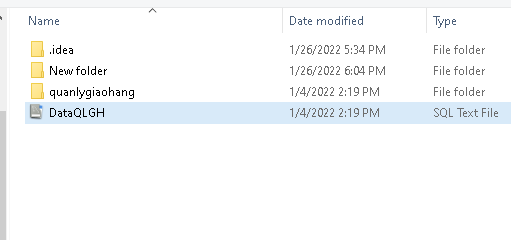 Name Date modified Type
.idea 1/26/2022 5:34 PM File folder
New folder 1/26/2022 6:04 PM File folder
quanlygiaohang 1/4/2022 2:19 PM File folder
DataQLGH 1/4/2022 2:19 PM SQL Text File